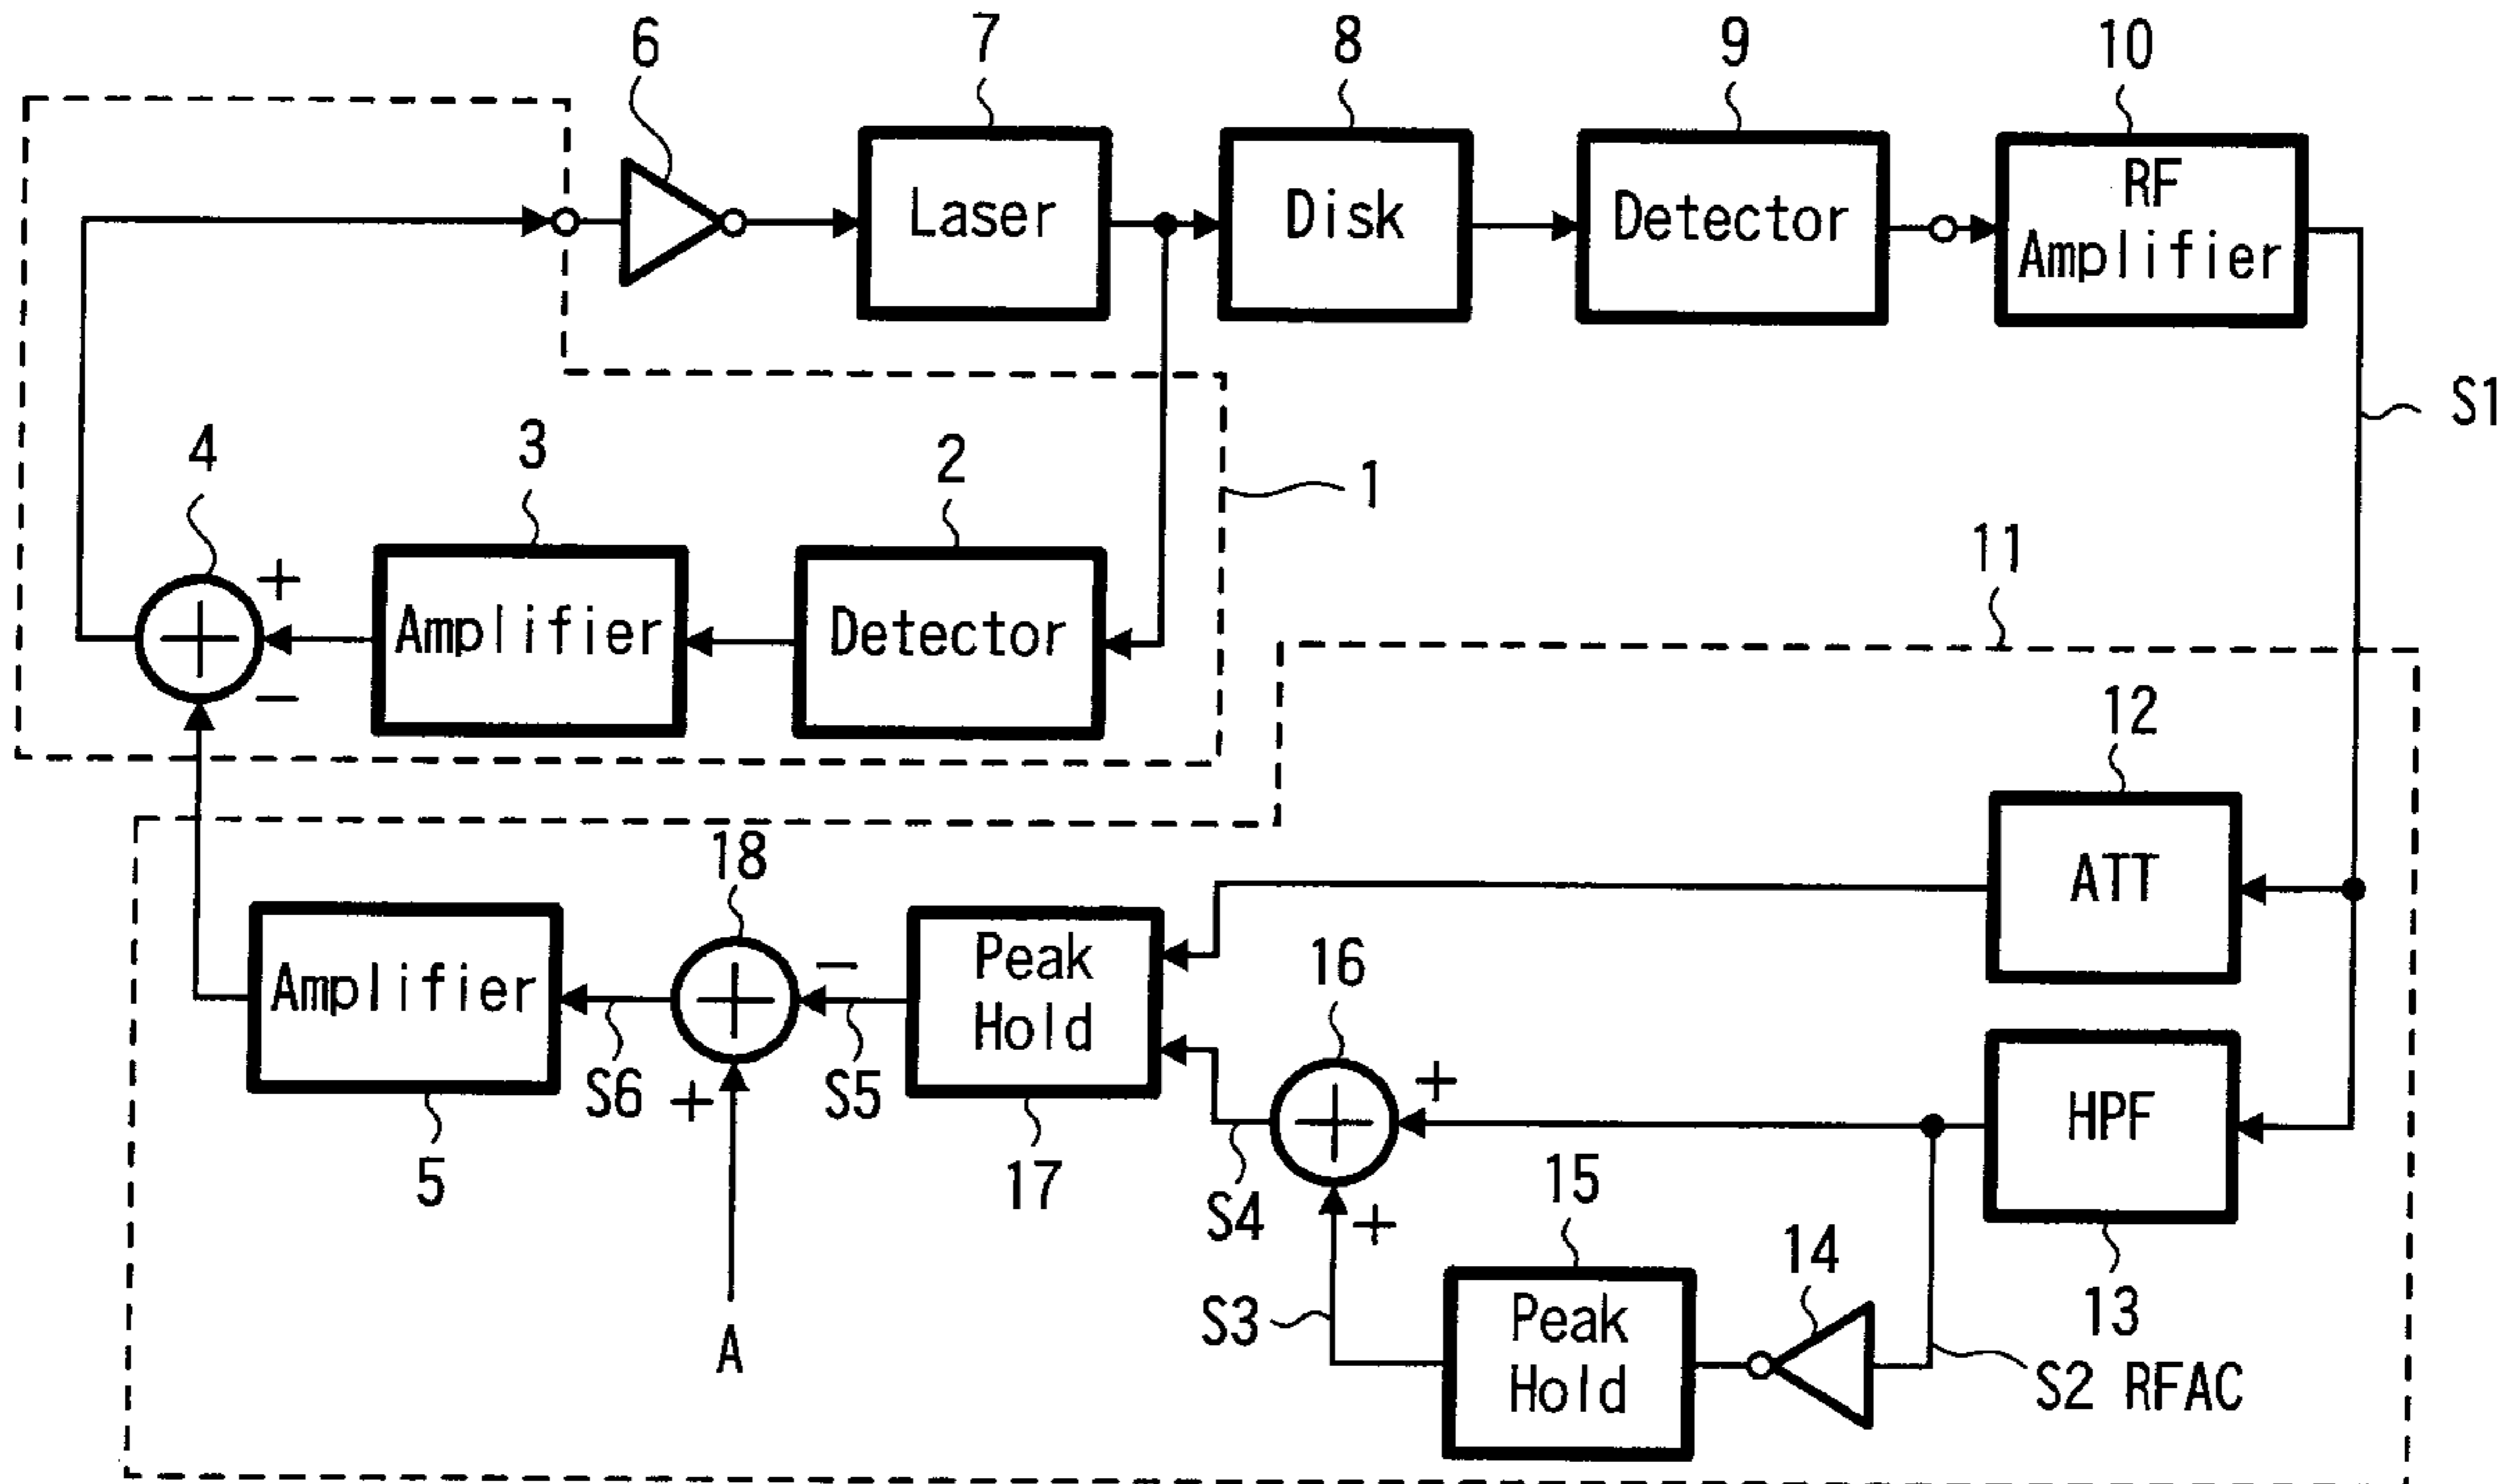 6
7
8
9
10
Laser
Disk
Detector
RF
Amplifier
S1
4
3
2
1
+
Amplifier
Detector
−
11
12
ATT
18
Amplifier
−
Peak
Hold
16
+
S6
+
S5
HPF
5
17
S4
+
15
14
13
A
S3
Peak
Hold
S2 RFAC